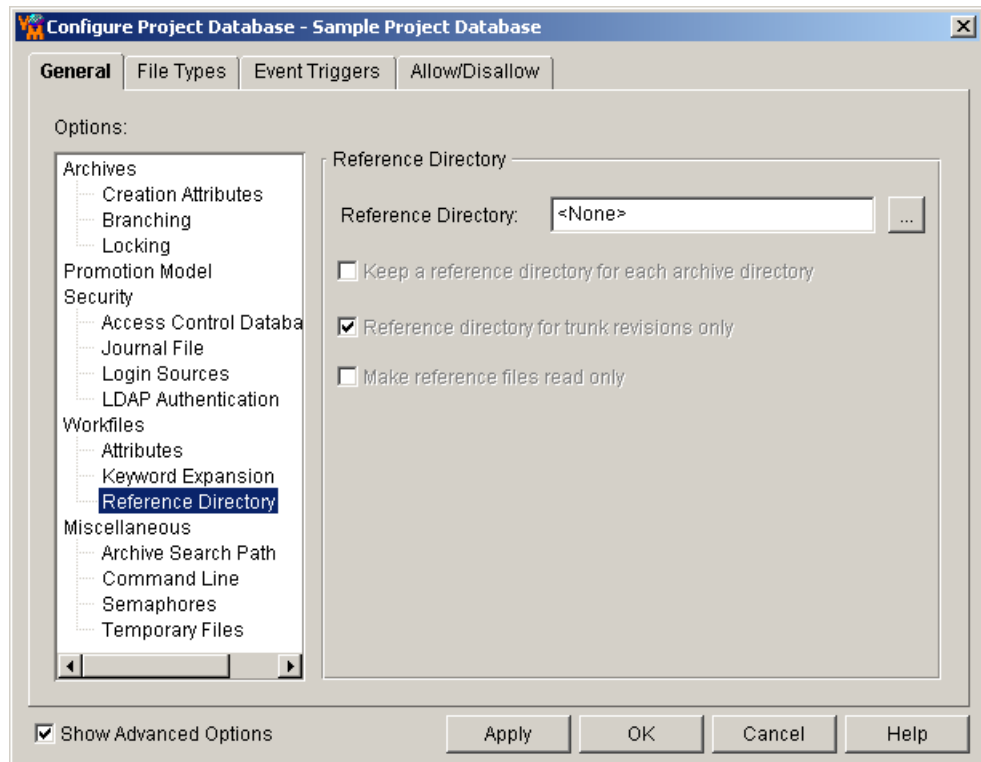 Configure Project Database - Sample Project Database
General File Types Event Triggers Allow/Disallow
Options:
Archives
Creation Attributes
Branching
Locking
Promotion Model
Security
Access Control Databa
Journal File
Login Sources
LDAP Authentication
Workfiles
Attributes
Keyword Expansion
Reference Directory
Miscellaneous
Archive Search Path
Command Line
Semaphores
Temporary Files
Reference Directory
Reference Directory: <None> ...
Keep a reference directory for each archive directory
Reference directory for trunk revisions only
Make reference files read only
Show Advanced Options Apply OK Cancel Help